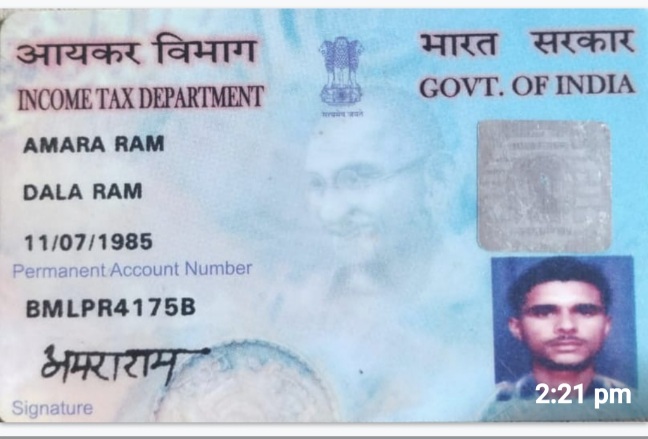 आयकर विभाग
भारत सरकार
INCOME TAX DEPARTMENT
GOVT. OF INDIA
सत्यमेव जयते
AMARA RAM
DALA RAM
11/07/1985
Permanent Account Number
BMLPR4175B
अमराराम
Signature
2:21 pm